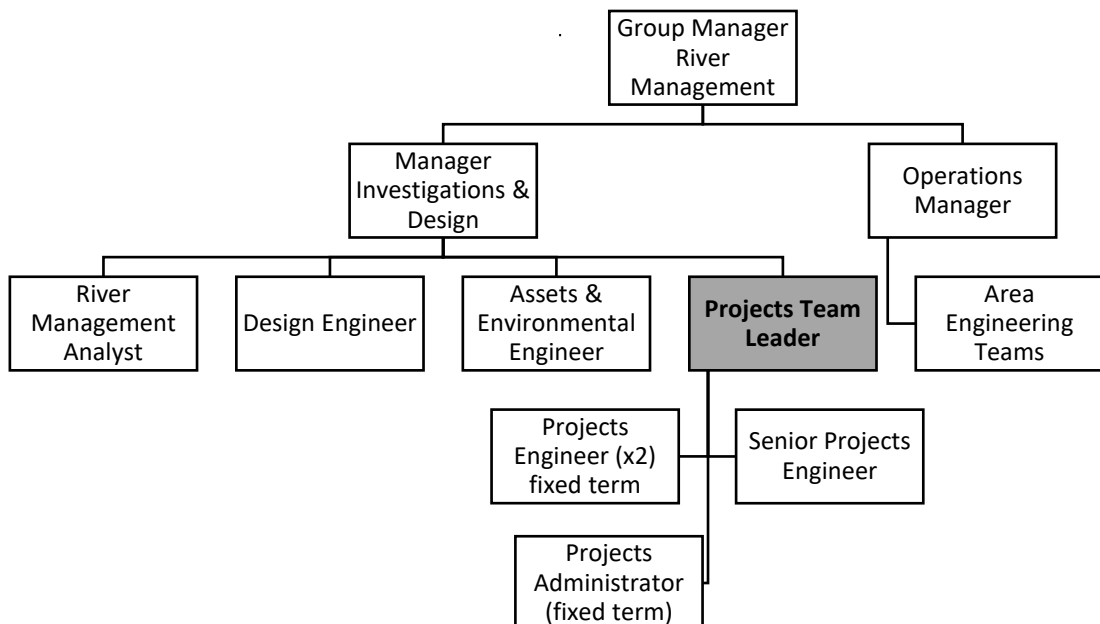 Group Manager
River
Management
Manager
Investigations &
Design
Operations
Manager
River
Management
Analyst
Design Engineer
Assets &
Environmental
Engineer
Projects Team
Leader
Area
Engineering
Teams
Projects
Engineer (x2)
fixed term
Senior Projects
Engineer
Projects
Administrator
(fixed term)